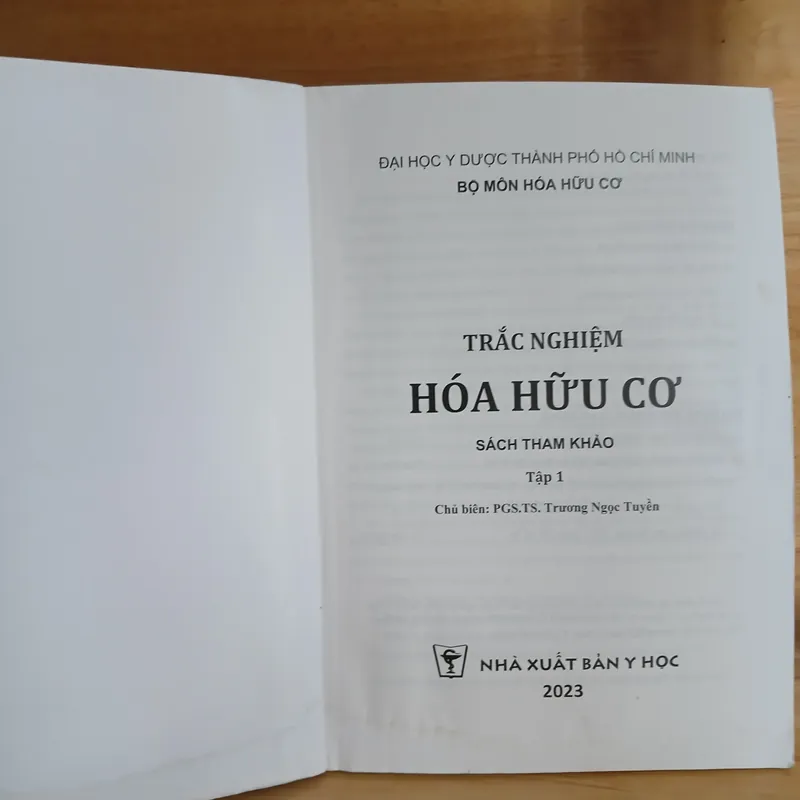 ĐẠI HỌC Y DƯỢC THÀNH PHỐ HỒ CHÍ MINH
BỘ MÔN HÓA HỮU CƠ
TRẮC NGHIỆM
HÓA HỮU CƠ
SÁCH THAM KHẢO
Tập 1
Chủ biên: PGS.TS. Trương Ngọc Tuyền
NHÀ XUẤT BẢN Y HỌC
2023